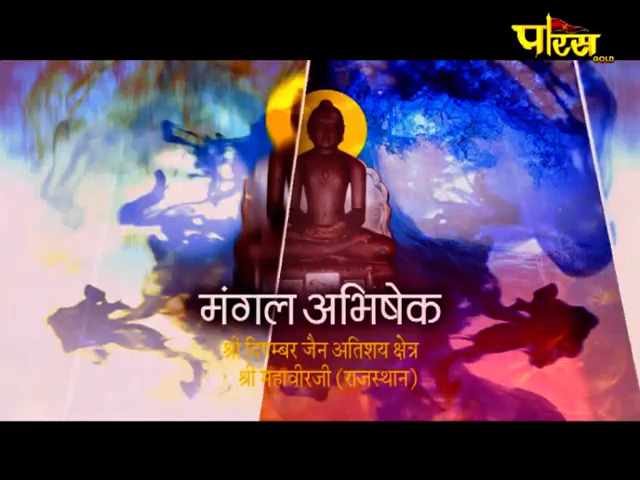 पारस
GOLD
मंगल अभिषेक
श्री दिगम्बर जैन अतिशय क्षेत्र
श्री महावीरजी (राजस्थान)